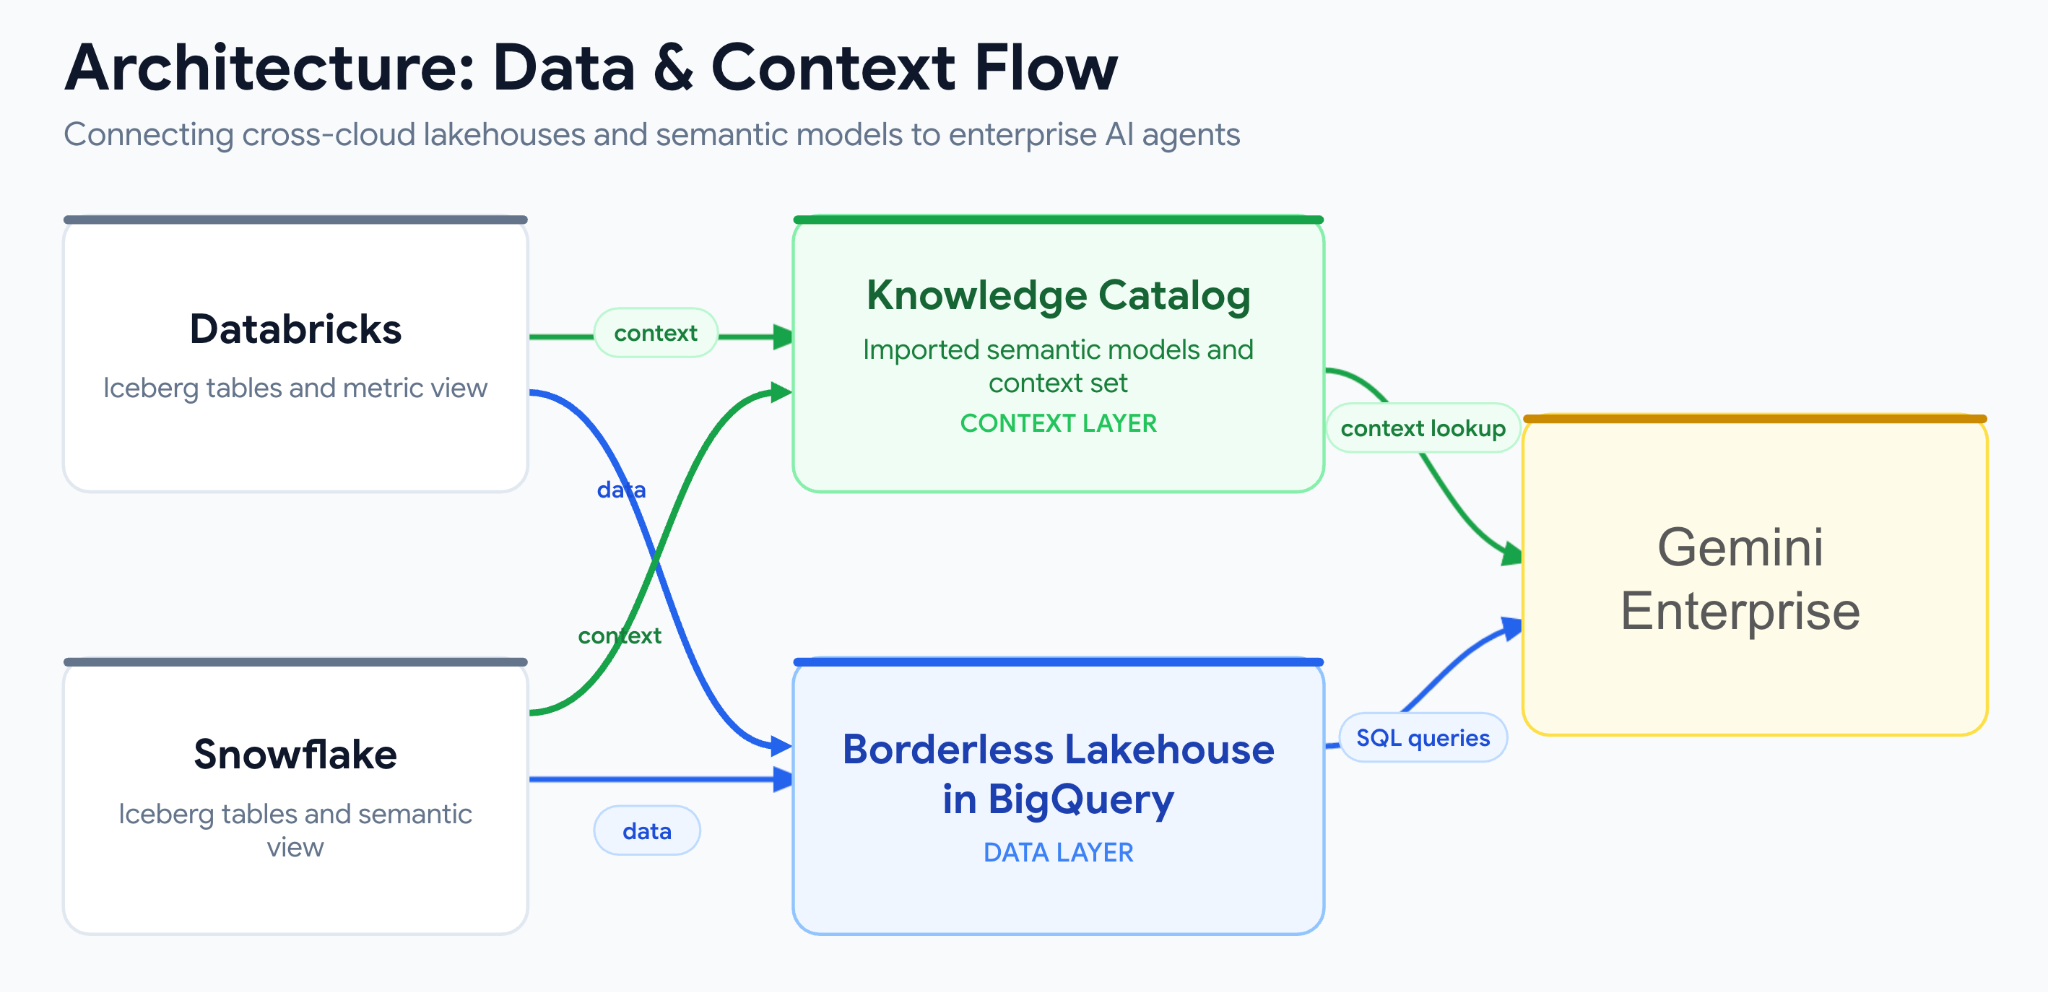 Architecture: Data & Context Flow
Connecting cross-cloud lakehouses and semantic models to enterprise AI agents
Databricks
Iceberg tables and metric view
context
Knowledge Catalog
Imported semantic models and
context set
CONTEXT LAYER
context lookup
data
Gemini
Enterprise
context
Snowflake
Iceberg tables and semantic
view
data
Borderless Lakehouse
in BigQuery
DATA LAYER
SQL queries